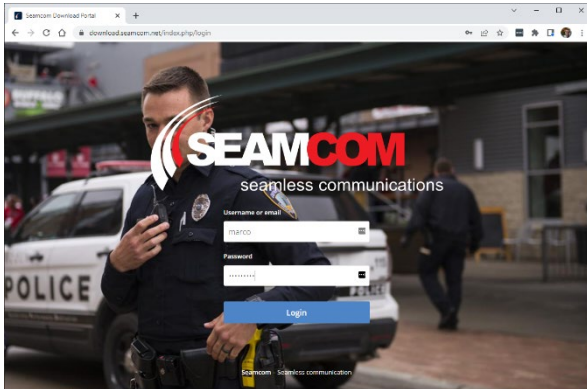 Seamcom Download Portal
download.seamcom.net/index.php/login
SEAMCOM
seamless communications
Username or email
marco
Password
Login
POLICE
POLICE
Seamcom - Seamless communication